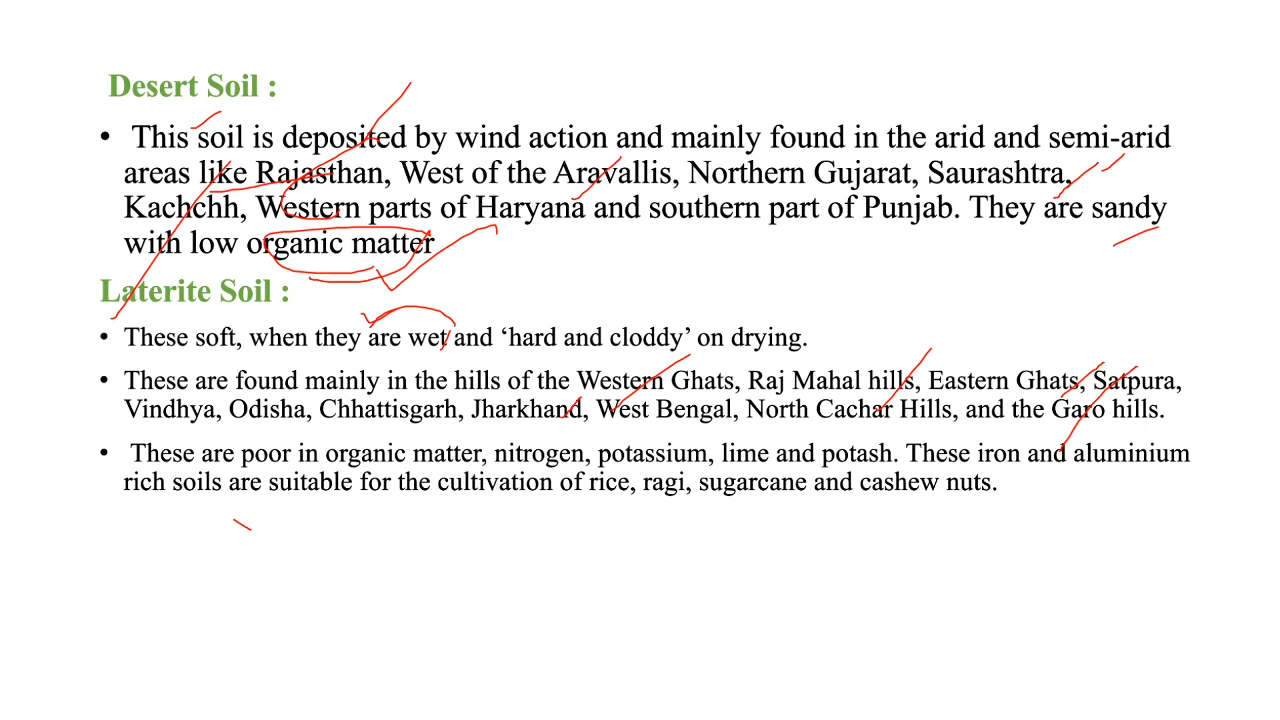 Desert Soil :
• This soil is deposited by wind action and mainly found in the arid and semi-arid
areas like Rajasthan, West of the Aravallis, Northern Gujarat, Saurashtra,
Kachchh, Western parts of Haryana and southern part of Punjab. They are sandy
with low organic matter
Laterite Soil :
• These soft, when they are wet and ‘hard and cloddy’ on drying.
• These are found mainly in the hills of the Western Ghats, Raj Mahal hills, Eastern Ghats, Satpura,
Vindhya, Odisha, Chhattisgarh, Jharkhand, West Bengal, North Cachar Hills, and the Garo hills.
• These are poor in organic matter, nitrogen, potassium, lime and potash. These iron and aluminium
rich soils are suitable for the cultivation of rice, ragi, sugarcane and cashew nuts.